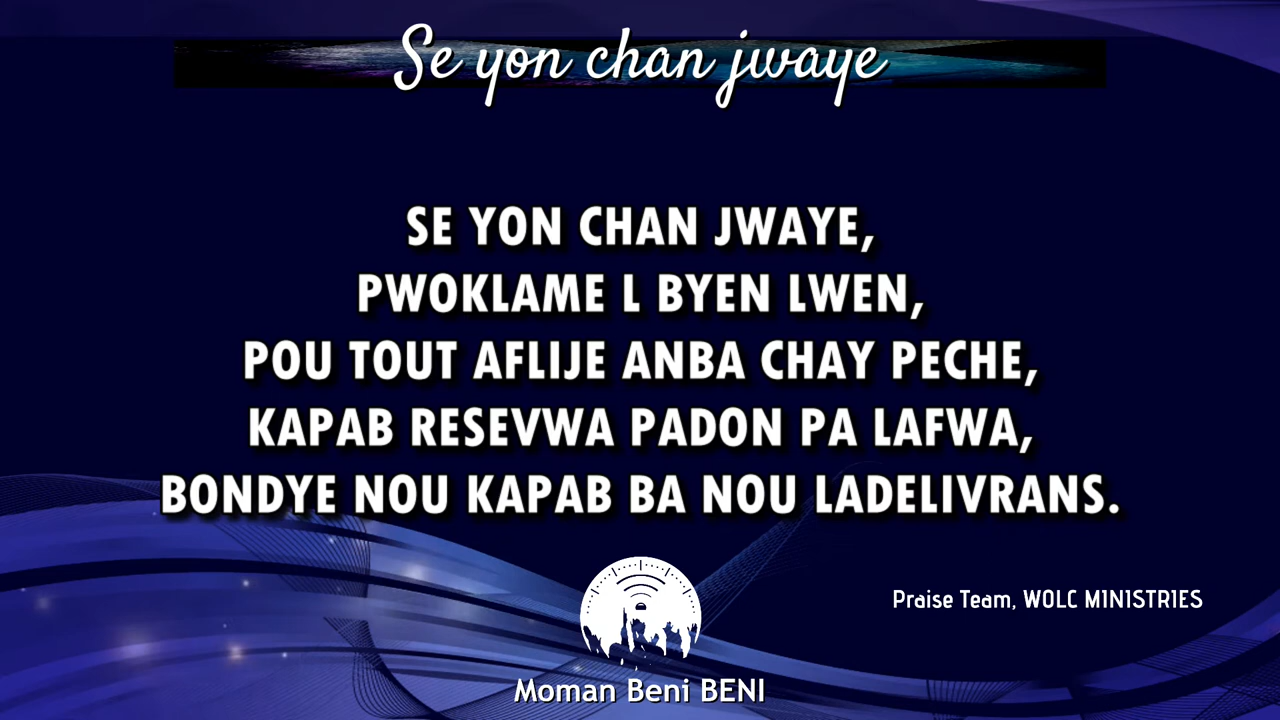 Se yon chan jwaye
SE YON CHAN JWAYE,
PWOKLAME L BYEN LWEN,
POU TOUT AFLIJE ANBA CHAY PECHE,
KAPAB RESEVWA PADON PA LAFWA,
BONDYE NOU KAPAB BA NOU LADELIVRANS.
Praise Team, WOLC MINISTRIES
Moman Beni BENI